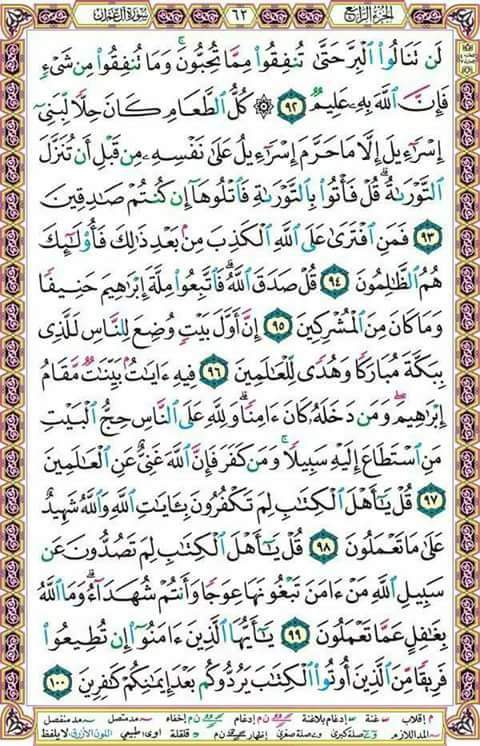 الجزء الرابع
٦٢
سورة آل عمران
لَن تَنَالُوا۟ ٱلْبِرَّ حَتَّىٰ تُنفِقُوا۟ مِمَّا تُحِبُّونَ ۚ وَمَا تُنفِقُوا۟ مِن شَىْءٍۢ
فَإِنَّ ٱللَّهَ بِهِۦ عَلِيمٌۭ ٩٢ ۞ كُلُّ ٱلطَّعَامِ كَانَ حِلًّۭا لِّبَنِىٓ
إِسْرَٰٓءِيلَ إِلَّا مَا حَرَّمَ إِسْرَٰٓءِيلُ عَلَىٰ نَفْسِهِۦ مِن قَبْلِ أَن تُنَزَّلَ
ٱلتَّوْرَىٰةُ ۗ قُلْ فَأْتُوا۟ بِٱلتَّوْرَىٰةِ فَٱتْلُوهَآ إِن كُنتُمْ صَـٰدِقِينَ
٩٣ فَمَنِ ٱفْتَرَىٰ عَلَى ٱللَّهِ ٱلْكَذِبَ مِنۢ بَعْدِ ذَٰلِكَ فَأُو۟لَـٰٓئِكَ
هُمُ ٱلظَّـٰلِمُونَ ٩٤ قُلْ صَدَقَ ٱللَّهُ ۗ فَٱتَّبِعُوا۟ مِلَّةَ إِبْرَٰهِيمَ حَنِيفًۭا
وَمَا كَانَ مِنَ ٱلْمُشْرِكِينَ ٩٥ إِنَّ أَوَّلَ بَيْتٍۢ وُضِعَ لِلنَّاسِ لَلَّذِى
بِبَكَّةَ مُبَارَكًۭا وَهُدًۭى لِّلْعَـٰلَمِينَ ٩٦ فِيهِ ءَايَـٰتٌۢ بَيِّنَـٰتٌۭ مَّقَامُ
إِبْرَٰهِيمَ ۖ وَمَن دَخَلَهُۥ كَانَ ءَامِنًۭا ۗ وَلِلَّهِ عَلَى ٱلنَّاسِ حِجُّ ٱلْبَيْتِ
مَنِ ٱسْتَطَاعَ إِلَيْهِ سَبِيلًۭا ۚ وَمَن كَفَرَ فَإِنَّ ٱللَّهَ غَنِىٌّ عَنِ ٱلْعَـٰلَمِينَ
٩٧ قُلْ يَـٰٓأَهْلَ ٱلْكِتَـٰبِ لِمَ تَكْفُرُونَ بِـَٔايَـٰتِ ٱللَّهِ وَٱللَّهُ شَهِيدٌ
عَلَىٰ مَا تَعْمَلُونَ ٩٨ قُلْ يَـٰٓأَهْلَ ٱلْكِتَـٰبِ لِمَ تَصُدُّونَ عَن
سَبِيلِ ٱللَّهِ مَنْ ءَامَنَ تَبْغُونَهَا عِوَجًۭا وَأَنتُمْ شُهَدَآءُ ۗ وَمَا ٱللَّهُ
بِغَـٰفِلٍ عَمَّا تَعْمَلُونَ ٩٩ يَـٰٓأَيُّهَا ٱلَّذِينَ ءَامَنُوٓا۟ إِن تُطِيعُوا۟
فَرِيقًۭا مِّنَ ٱلَّذِينَ أُوتُوا۟ ٱلْكِتَـٰبَ يَرُدُّوكُم بَعْدَ إِيمَـٰنِكُمْ كَـٰفِرِينَ ١٠٠
م إقلاب غنة إدغام بلاغنة ن م إدغام ن م إخفاء مد متصل مد منفصل
المد اللازم صلة كبرى صلة صغرى إظهار قلقلة طبيعي اللون الأزرق لا يلفظ